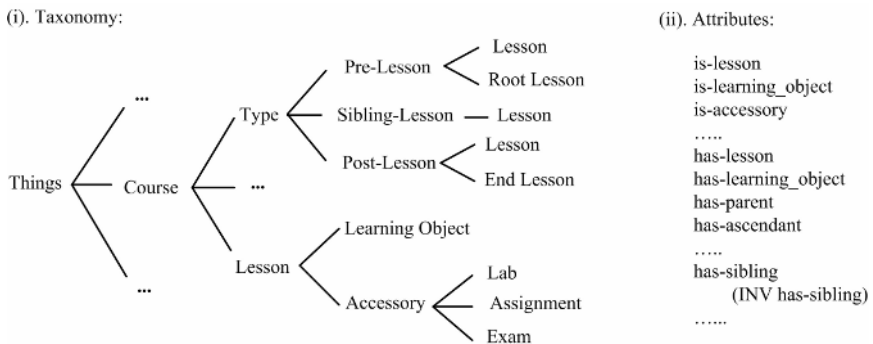 (i). Taxonomy:
(ii). Attributes:
Things
...
Course
...
Type
...
Lesson
Pre-Lesson
Sibling-Lesson
Post-Lesson
Learning Object
Accessory
Lesson
Root Lesson
Lesson
Lesson
End Lesson
Lab
Assignment
Exam
is-lesson
is-learning_object
is-accessory
.....
has-lesson
has-learning_object
has-parent
has-ascendant
.....
has-sibling
(INV has-sibling)
......